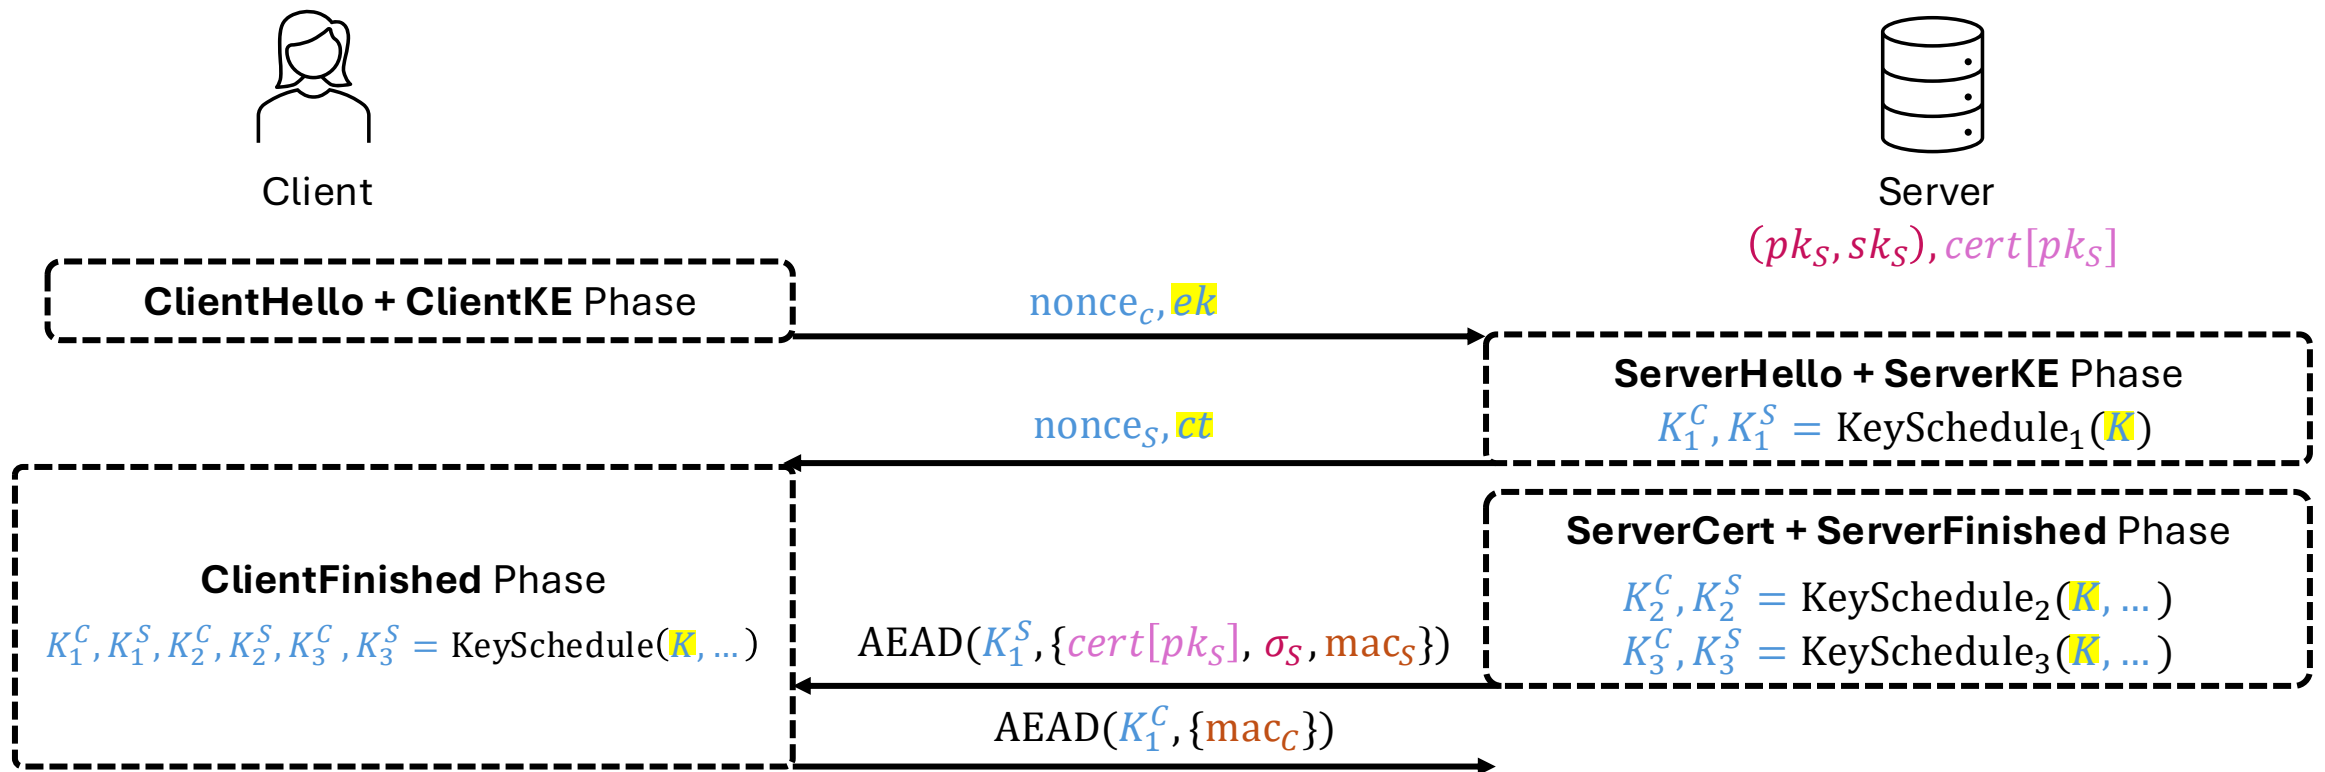 Client
Server
(pk_S, sk_S), cert[pk_S]
ClientHello + ClientKE Phase
nonce_c, ek
ServerHello + ServerKE Phase
K_1^C, K_1^S = KeySchedule_1(K)
nonce_S, ct
ServerCert + ServerFinished Phase
K_2^C, K_2^S = KeySchedule_2(K, ...)
K_3^C, K_3^S = KeySchedule_3(K, ...)
ClientFinished Phase
K_1^C, K_1^S, K_2^C, K_2^S, K_3^C, K_3^S = KeySchedule(K, ...)
AEAD(K_1^S, {cert[pk_S], σ_S, mac_S})
AEAD(K_1^C, {mac_C})